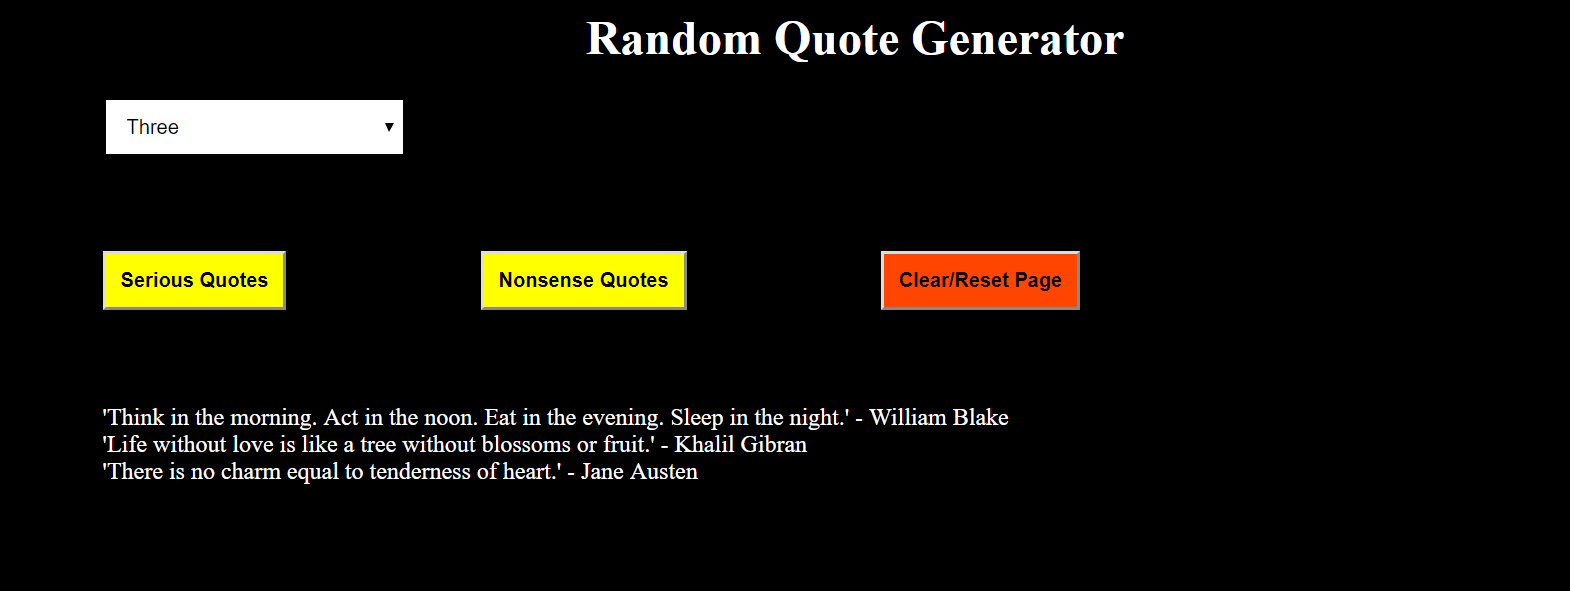 Random Quote Generator
Three
Serious Quotes
Nonsense Quotes
Clear/Reset Page
'Think in the morning. Act in the noon. Eat in the evening. Sleep in the night.' - William Blake
'Life without love is like a tree without blossoms or fruit.' - Khalil Gibran
'There is no charm equal to tenderness of heart.' - Jane Austen